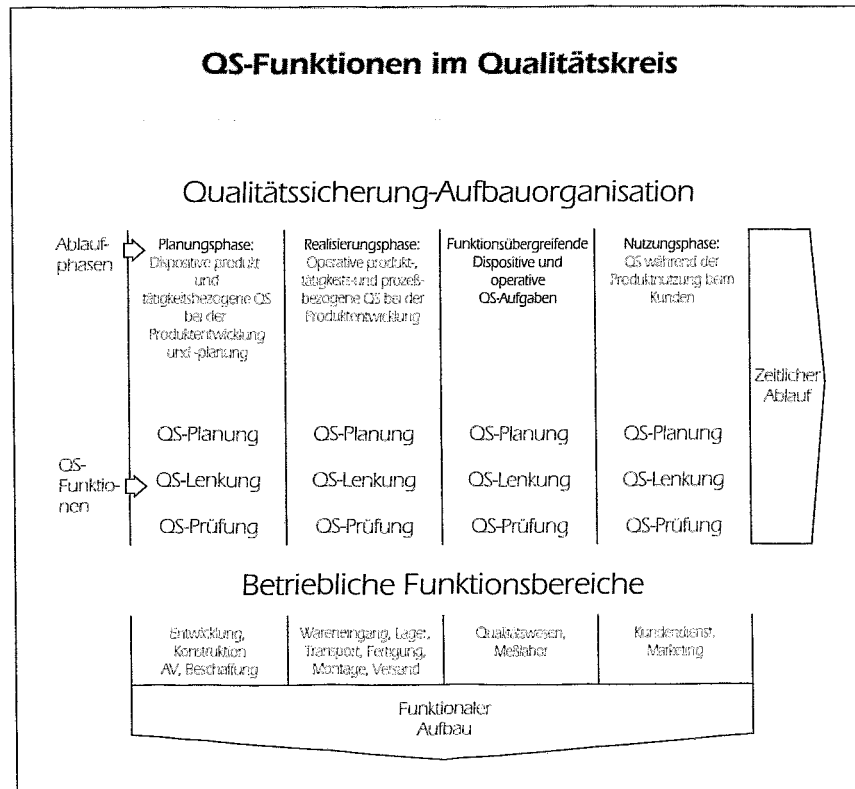 QS-Funktionen im Qualitätskreis
Qualitätssicherung-Aufbauorganisation
Ablauf-
phasen
Planungsphase:
Dispositive produkt
und
tätigkeitsbezogene QS
bei der
Produktentwicklung
und -planung
Realisierungsphase:
Operative produkt-,
tätigkeits-und prozeß-
bezogene QS bei der
Produktentwicklung
Funktionsübergreifende
Dispositive und
operative
QS-Aufgaben
Nutzungsphase:
QS während der
Produktnutzung beim
Kunden
Zeitlicher
Ablauf
QS-
Funktio-
nen
QS-Planung QS-Planung QS-Planung QS-Planung
QS-Lenkung QS-Lenkung QS-Lenkung QS-Lenkung
QS-Prüfung QS-Prüfung QS-Prüfung QS-Prüfung
Betriebliche Funktionsbereiche
Entwicklung,
Konstruktion
AV, Beschaffung
Wareneingang, Lager,
Transport, Fertigung,
Montage, Versand
Qualitätswesen,
Meßlabor
Kundendienst,
Marketing
Funktionaler
Aufbau